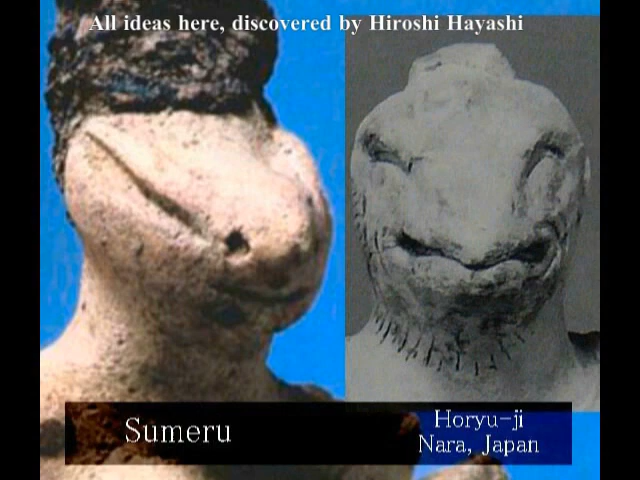 All ideas here, discovered by Hiroshi Hayashi
Sumeru
Horyu-ji
Nara, Japan